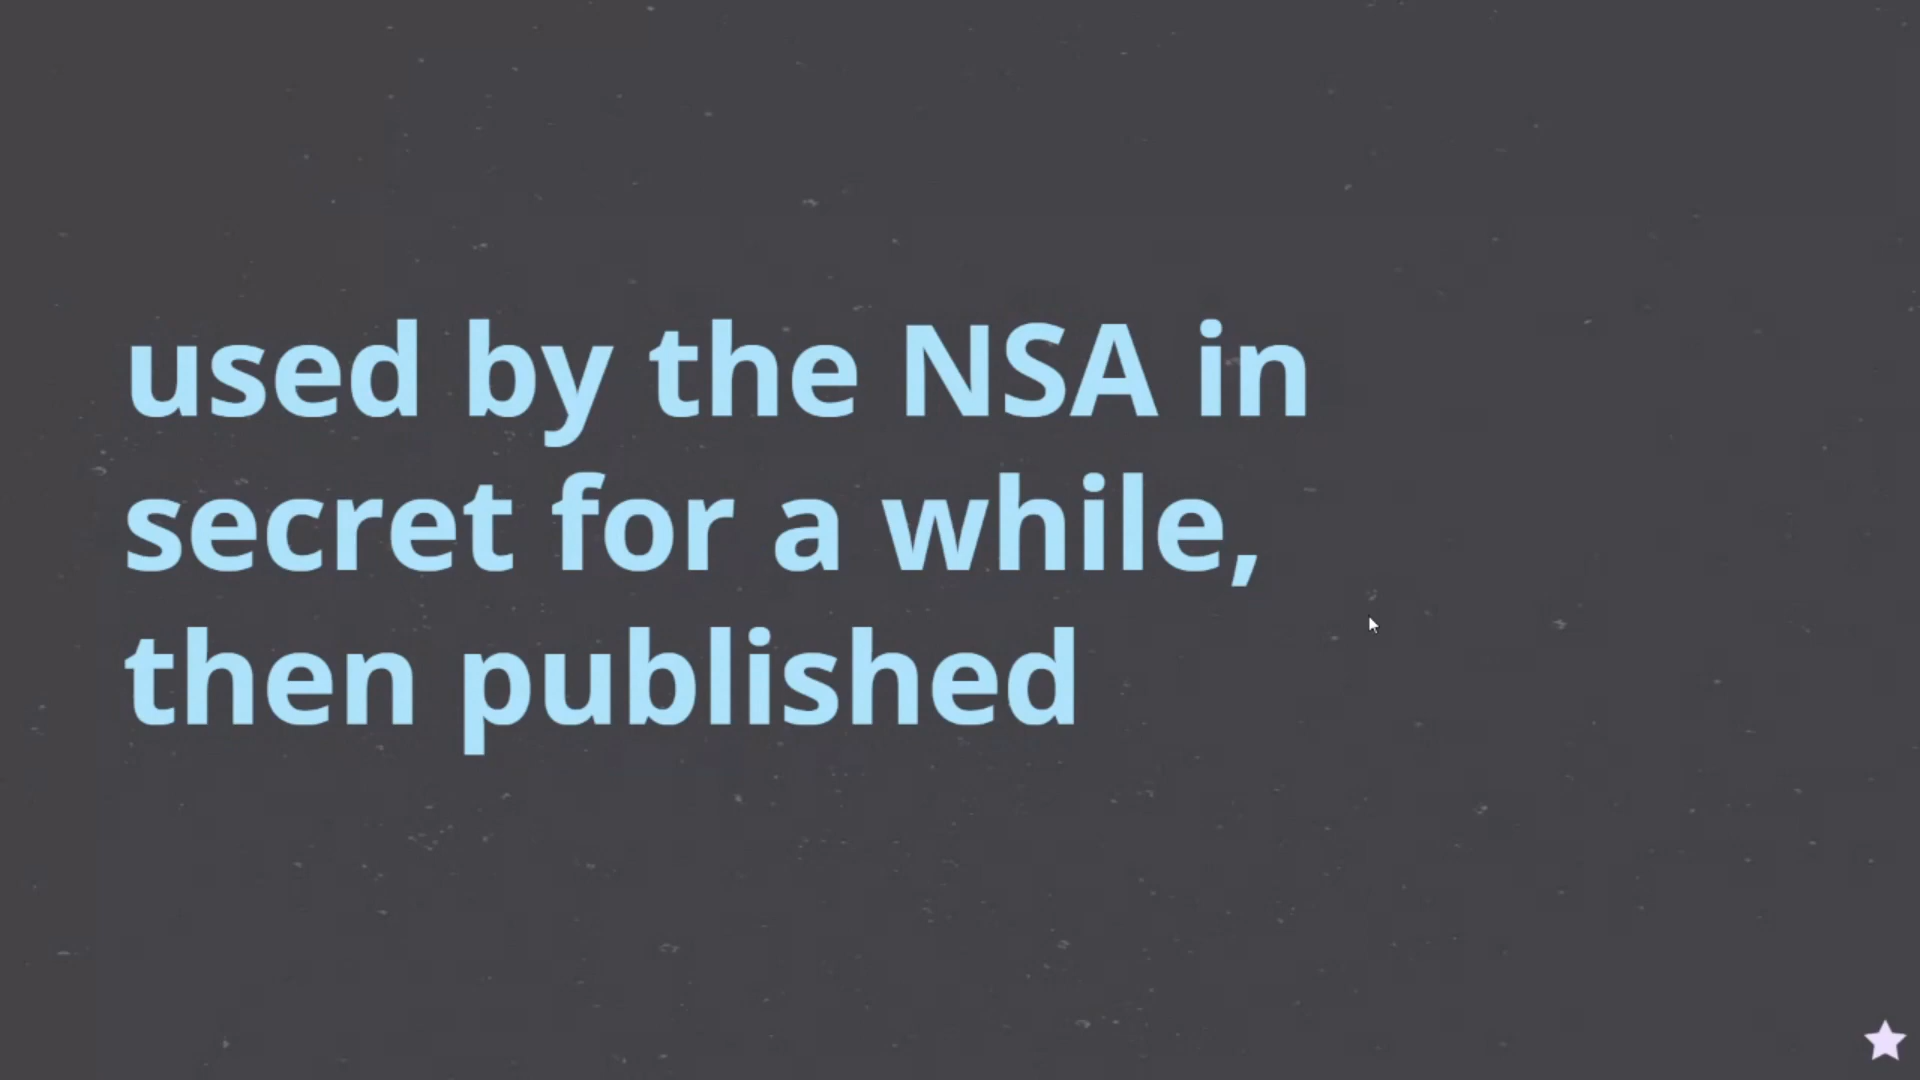 used by the NSA in
secret for a while,
then published